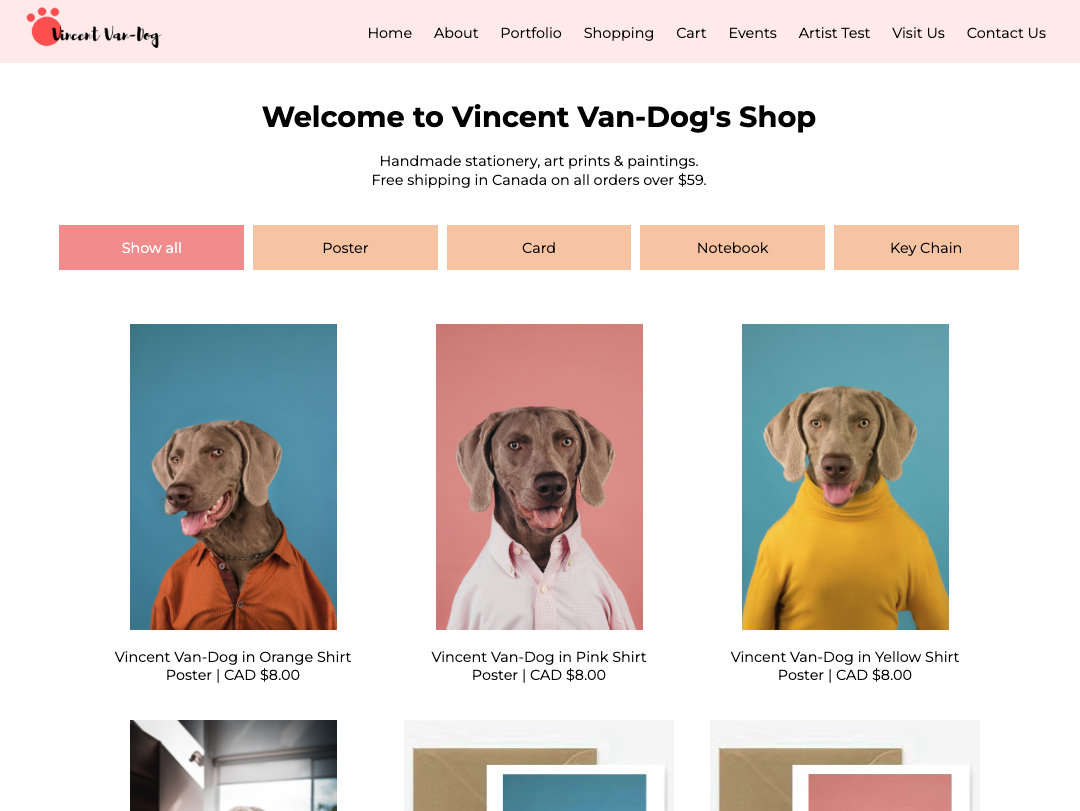 Vincent Van-Dog
Home About Portfolio Shopping Cart Events Artist Test Visit Us Contact Us
Welcome to Vincent Van-Dog's Shop
Handmade stationery, art prints & paintings.
Free shipping in Canada on all orders over $59.
Show all Poster Card Notebook Key Chain
Vincent Van-Dog in Orange Shirt
Poster | CAD $8.00
Vincent Van-Dog in Pink Shirt
Poster | CAD $8.00
Vincent Van-Dog in Yellow Shirt
Poster | CAD $8.00